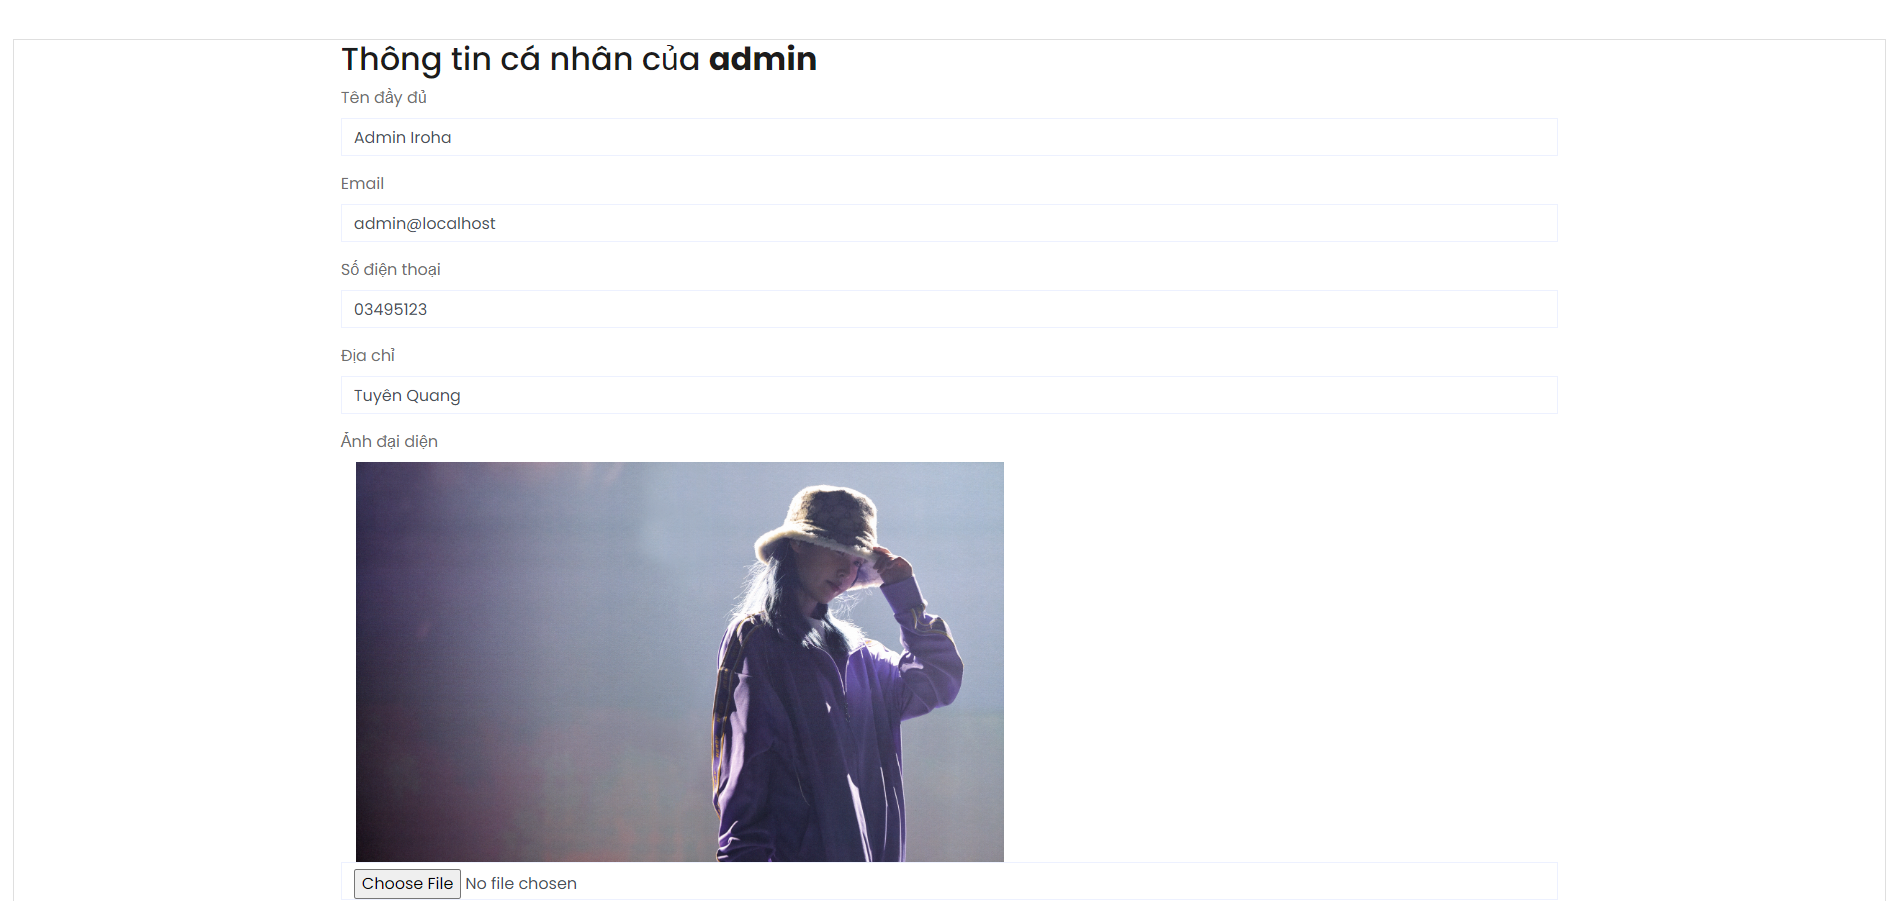 Thông tin cá nhân của admin
Tên đầy đủ
Admin Iroha
Email
admin@localhost
Số điện thoại
03495123
Địa chỉ
Tuyên Quang
Ảnh đại diện
Choose File No file chosen